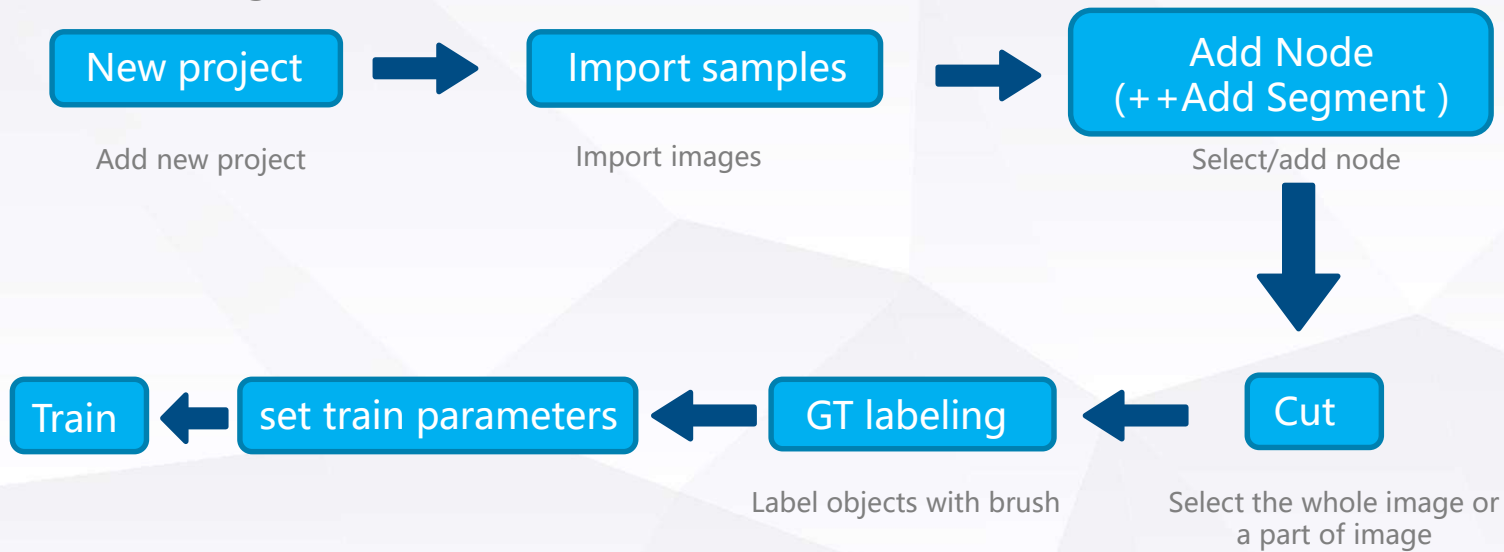 New project
Import samples
Add Node
(++Add Segment )
Add new project
Import images
Select/add node
Train
set train parameters
GT labeling
Cut
Label objects with brush
Select the whole image or
a part of image